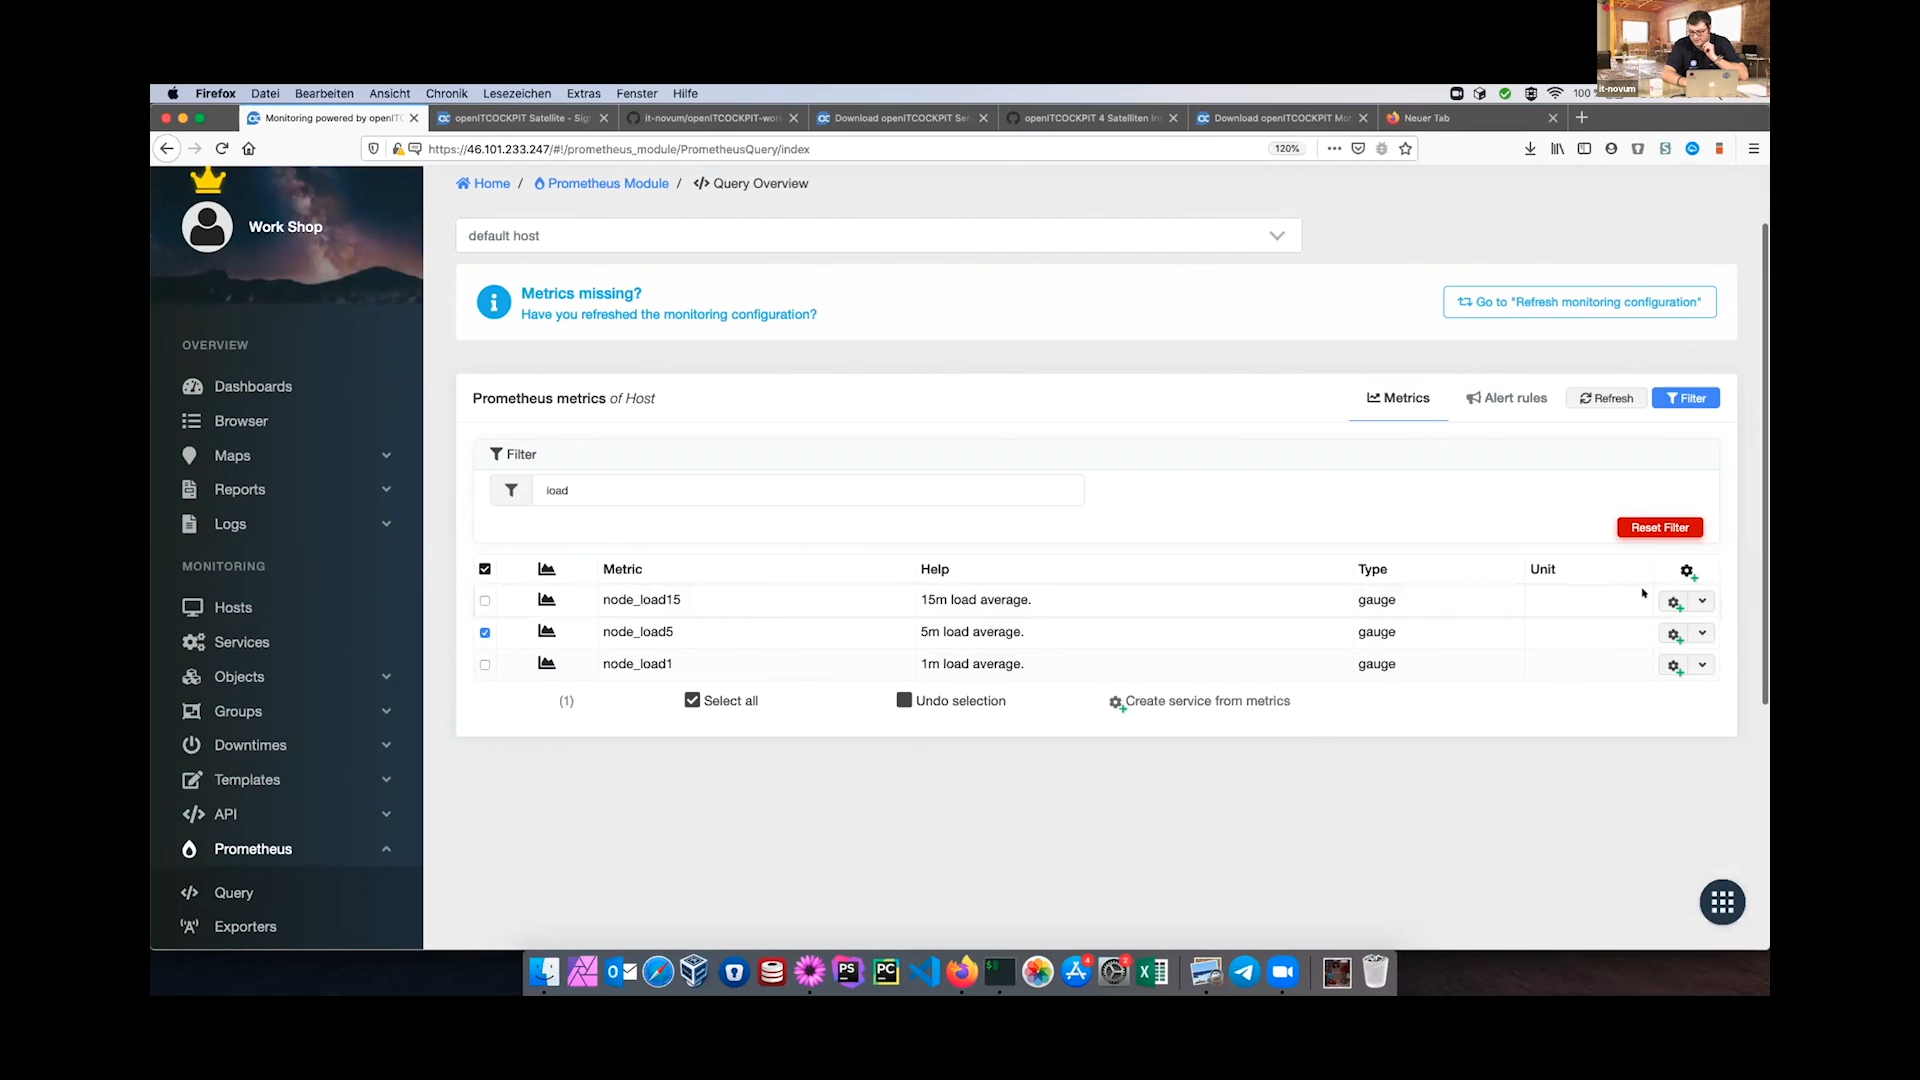 it-novum
Firefox Datei Bearbeiten Ansicht Chronik Lesezeichen Extras Fenster Hilfe 100
Monitoring powered by openITC openITCOCKPIT Satellite - Sig it-novum/openITCOCKPIT-wor Download openITCOCKPIT Ser openITCOCKPIT 4 Satelliten In Download openITCOCKPIT Mo Neuer Tab
https://46.101.233.247/#!/prometheus_module/PrometheusQuery/index 120%
Home / Prometheus Module / Query Overview
Work Shop
default host
Metrics missing?
Have you refreshed the monitoring configuration?
Go to "Refresh monitoring configuration"
OVERVIEW
Dashboards
Browser
Maps
Reports
Logs
MONITORING
Hosts
Services
Objects
Groups
Downtimes
Templates
API
Prometheus
Query
Exporters
Prometheus metrics of Host
Metrics Alert rules Refresh Filter
Filter
load
Reset Filter
Metric Help Type Unit
node_load15 15m load average. gauge
node_load5 5m load average. gauge
node_load1 1m load average. gauge
(1) Select all Undo selection Create service from metrics
PS PC 4 2